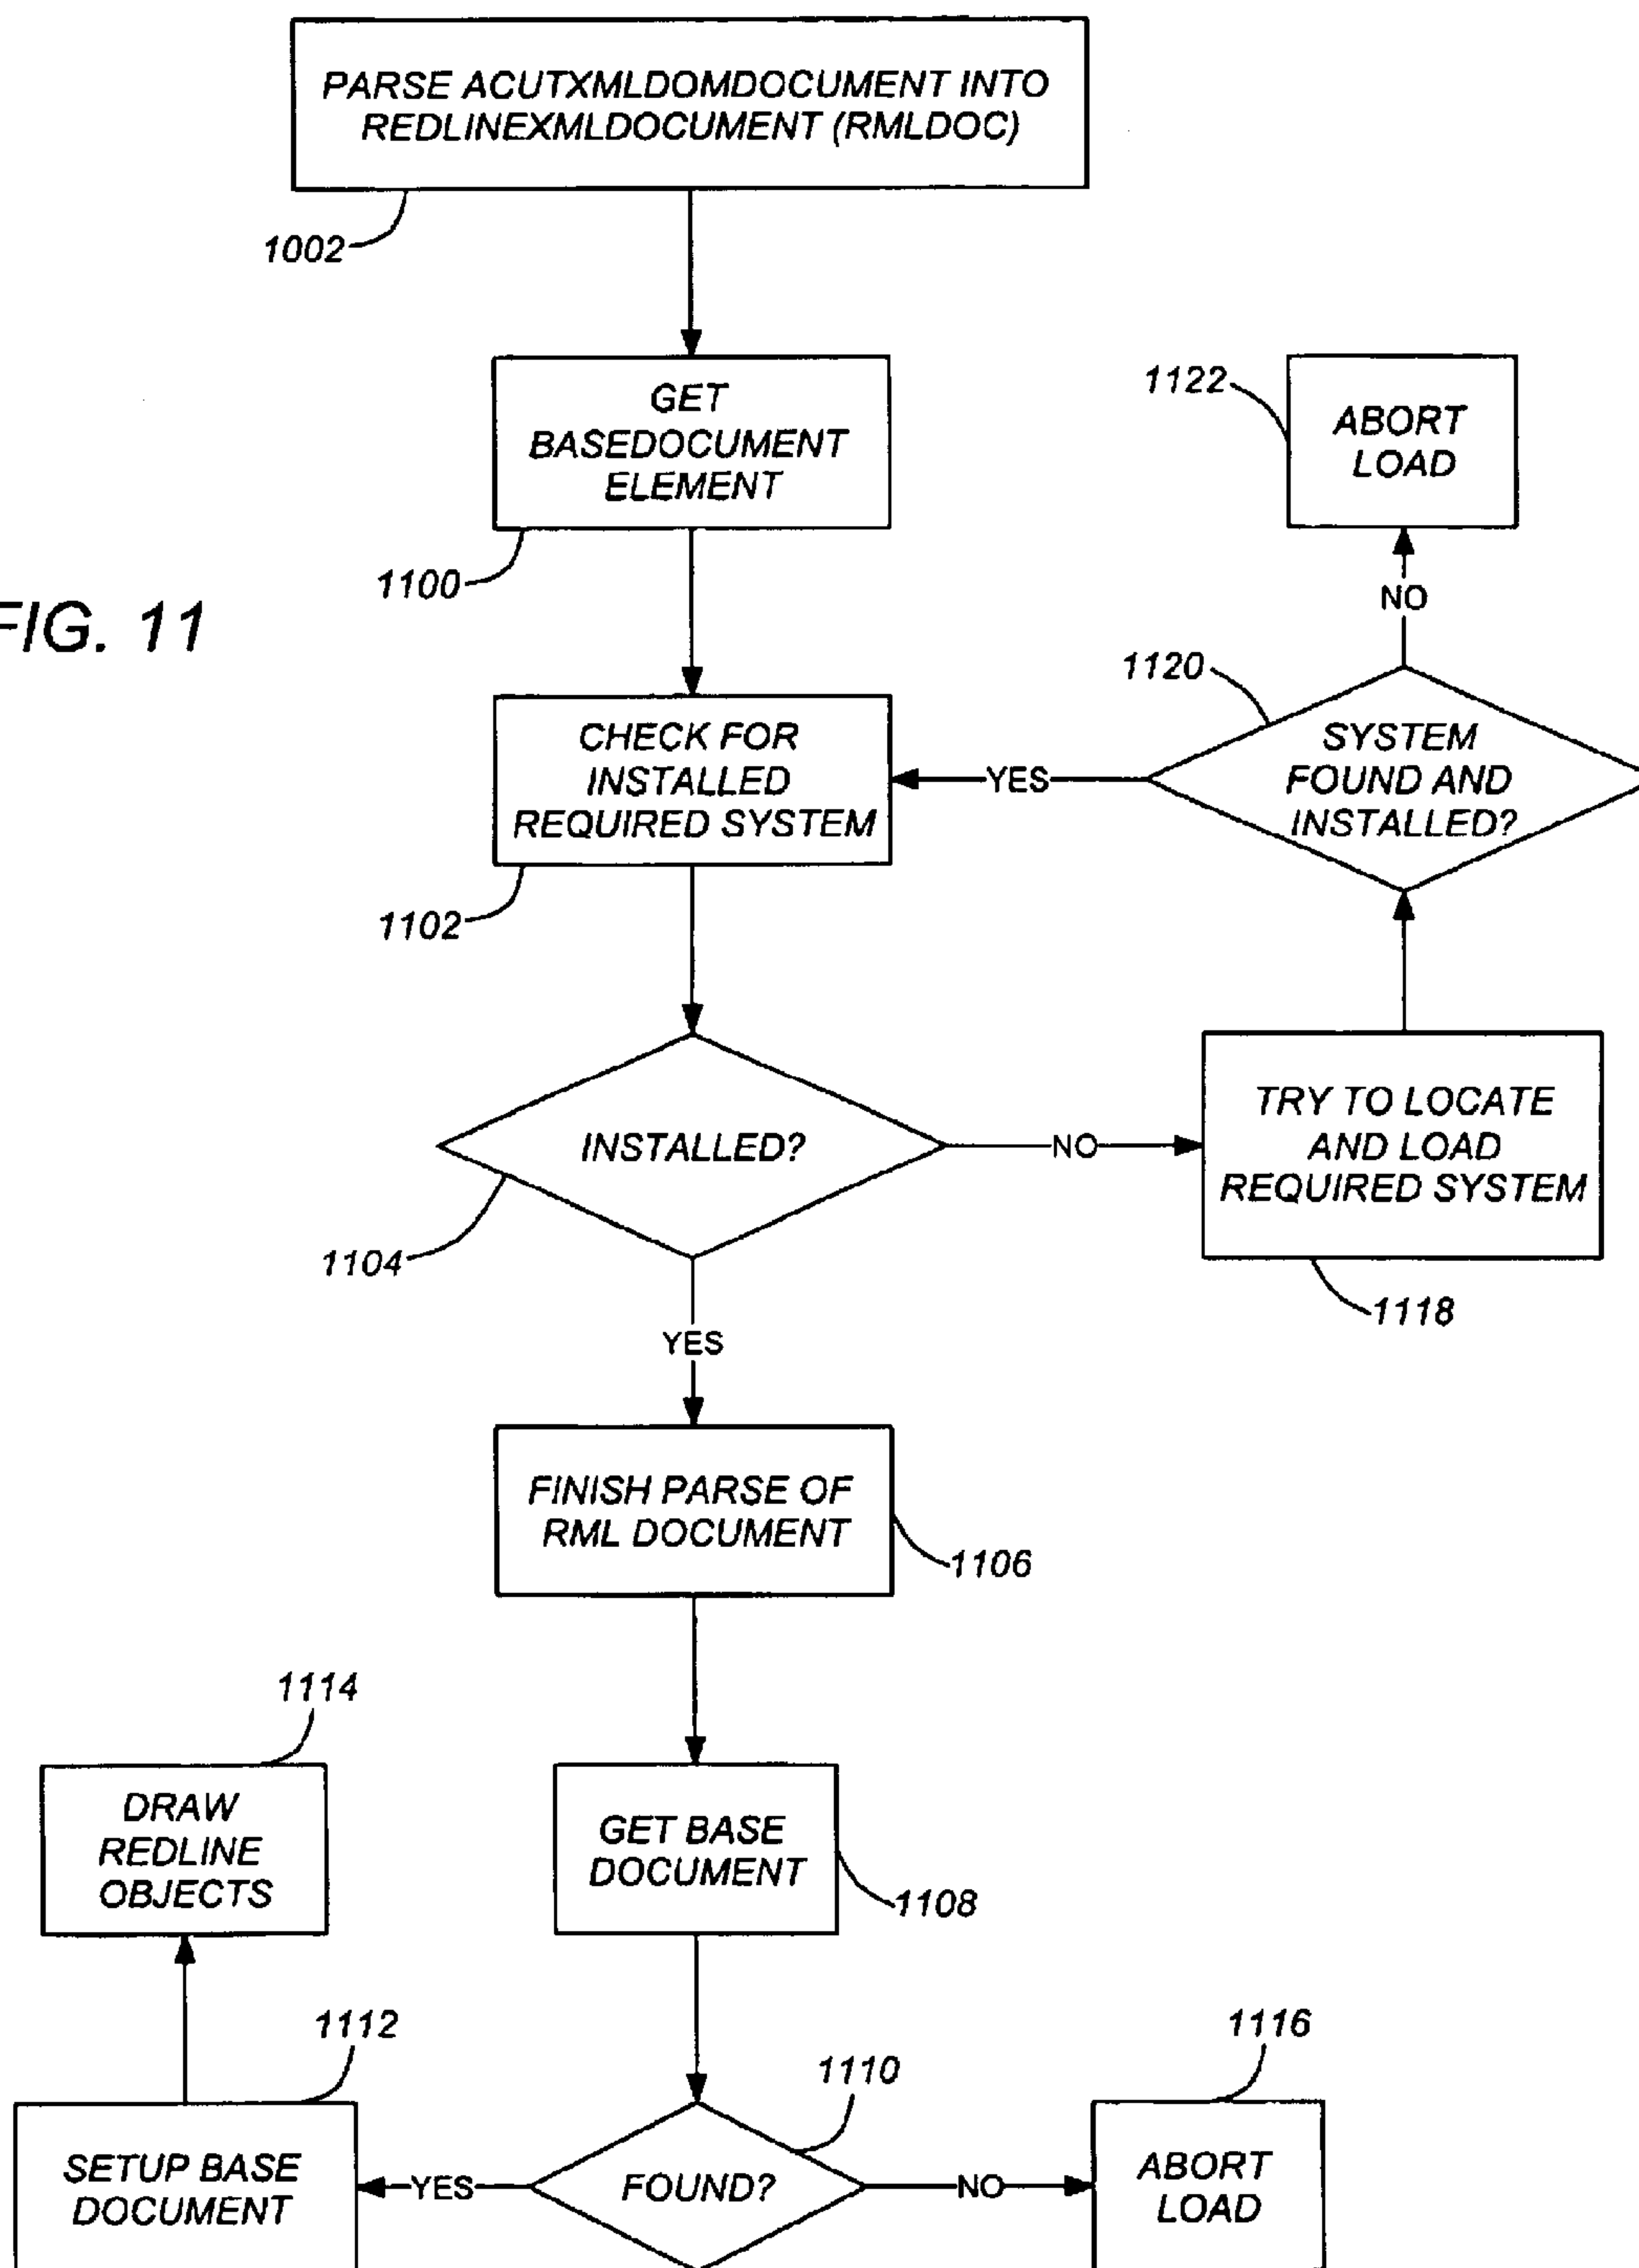 PARSE ACUTXMLDOMDOCUMENT INTO
REDLINEXMLDOCUMENT (RMLDOC)
1002
GET
BASEDOCUMENT
ELEMENT
1100
1122
ABORT
LOAD
NO
FIG. 11
1120
SYSTEM
FOUND AND
INSTALLED?
YES
CHECK FOR
INSTALLED
REQUIRED SYSTEM
1102
INSTALLED?
NO
1104
TRY TO LOCATE
AND LOAD
REQUIRED SYSTEM
1118
YES
FINISH PARSE OF
RML DOCUMENT
1106
1114
DRAW
REDLINE
OBJECTS
GET BASE
DOCUMENT
1108
1112
1110
1116
SETUP BASE
DOCUMENT
YES
FOUND?
NO
ABORT
LOAD